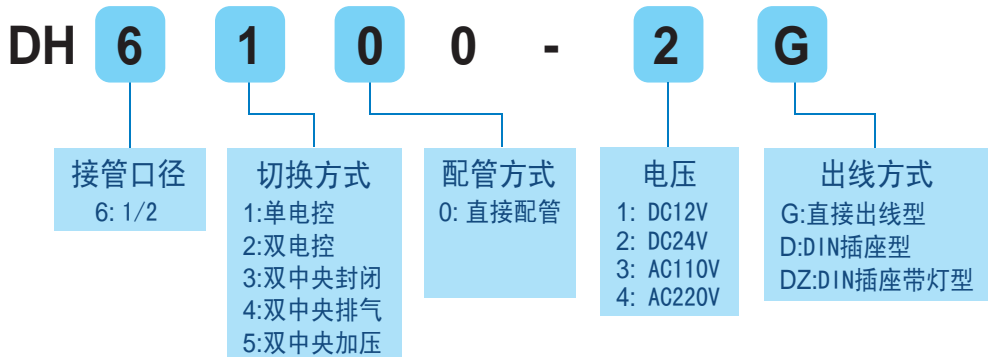 DH 6 1 0 0 - 2 G
接管口径
6: 1/2
切换方式
1:单电控
2:双电控
3:双中央封闭
4:双中央排气
5:双中央加压
配管方式
0: 直接配管
电压
1: DC12V
2: DC24V
3: AC110V
4: AC220V
出线方式
G:直接出线型
D:DIN插座型
DZ:DIN插座带灯型